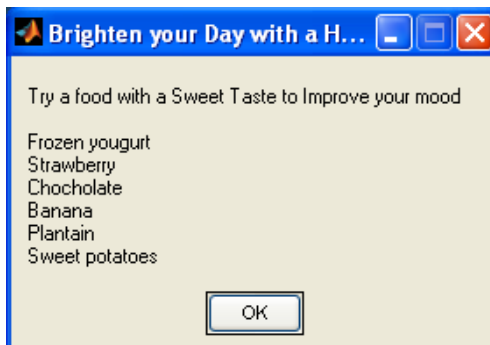 Brighten your Day with a H...
Try a food with a Sweet Taste to Improve your mood
Frozen yougurt
Strawberry
Chocholate
Banana
Plantain
Sweet potatoes
OK